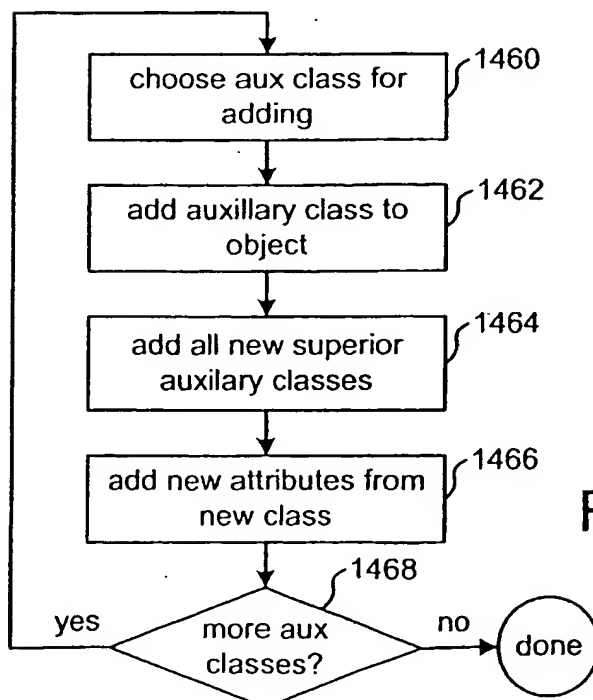 choose aux class for
adding
1460
add auxillary class to
object
1462
add all new superior
auxilary classes
1464
add new attributes from
new class
1466
F
1468
yes
more aux
classes?
no
done